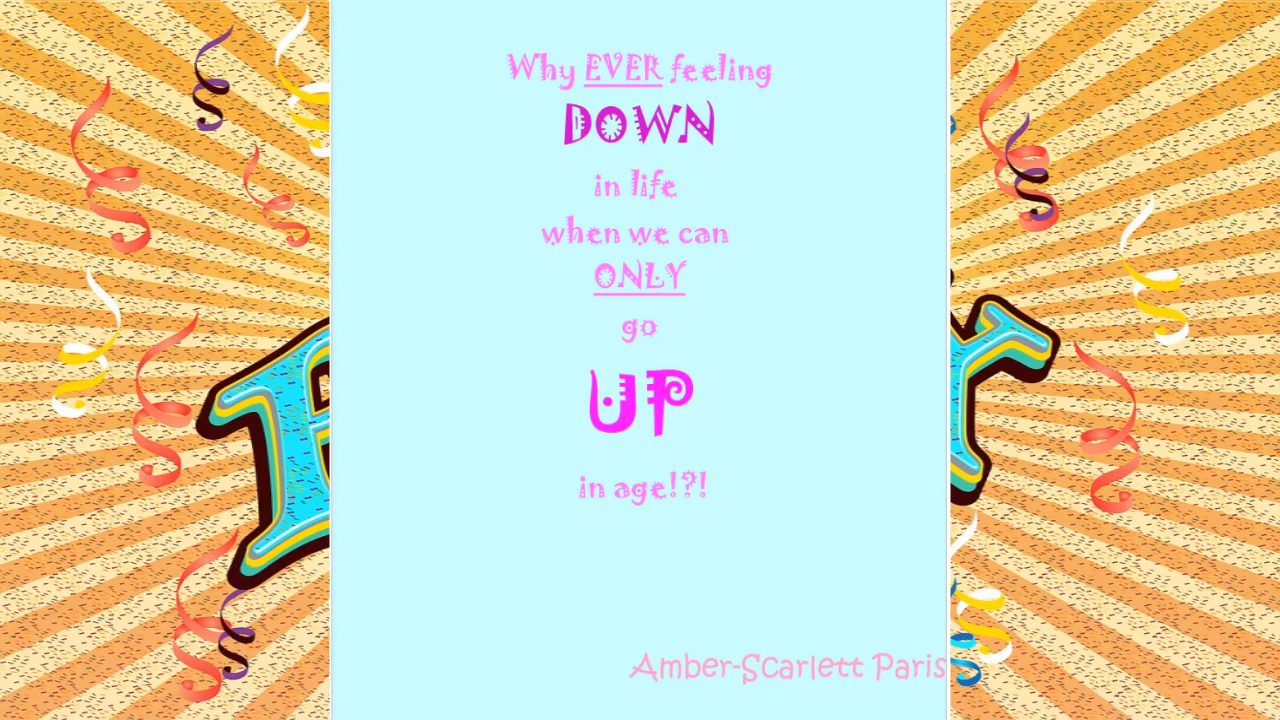 Why EVER feeling
DOWN
in life
when we can
ONLY
go
UP
in age!?!
Amber-Scarlett Paris